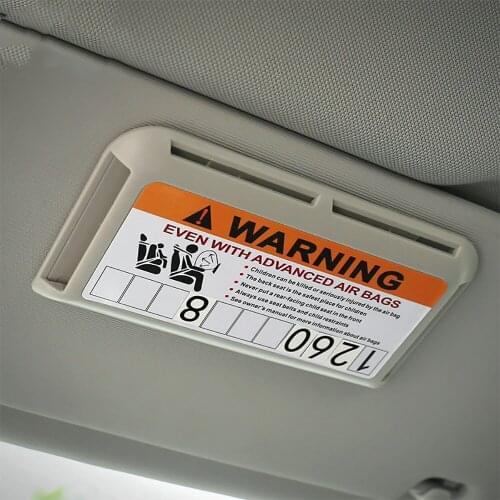 WARNING
EVEN WITH ADVANCED AIR BAGS
• Children can be killed or seriously injured by the air bag
• The back seat is the safest place for children
• Never put a rear-facing child seat in the front
• Always use seat belts and child restraints
• See owner's manual for more information about air bags
8 0621